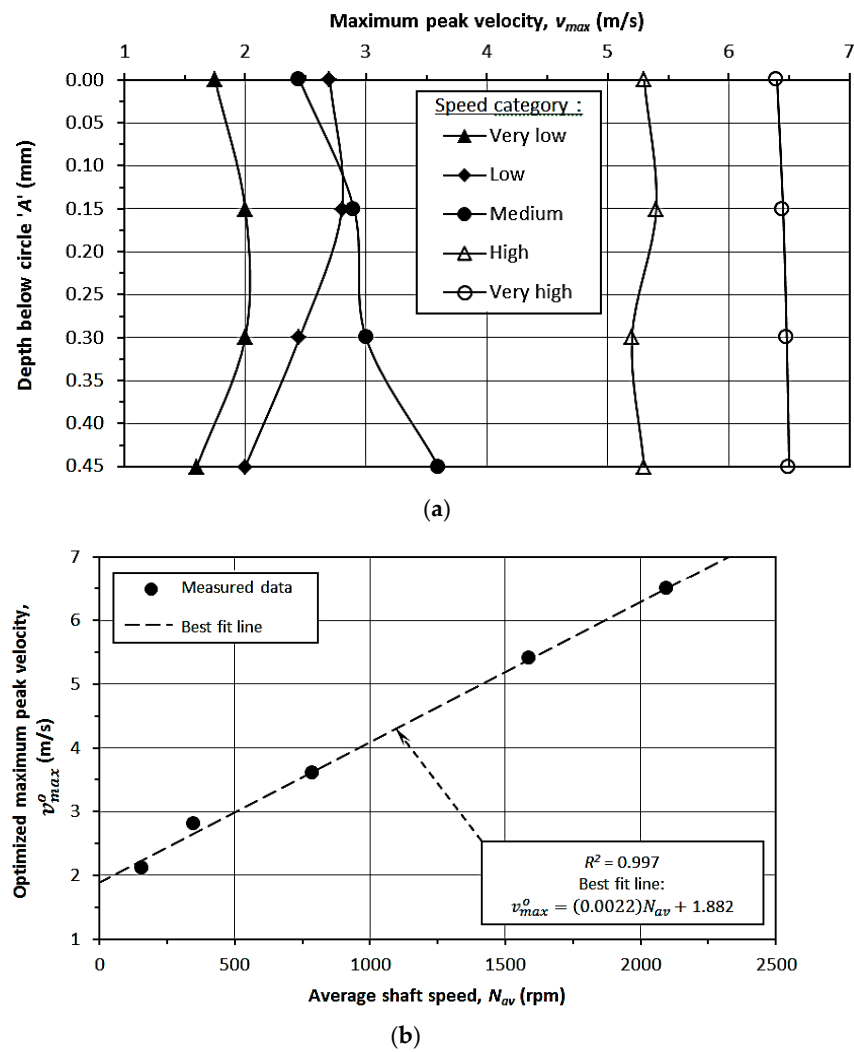 Maximum peak velocity, vmax (m/s)
1 2 3 4 5 6 7
Depth below circle 'A' (mm)
0.00
0.05
0.10
0.15
0.20
0.25
0.30
0.35
0.40
0.45
Speed category :
Very low
Low
Medium
High
Very high
(a)
Optimized maximum peak velocity,
v^o_max (m/s)
7
6
5
4
3
2
1
Measured data
Best fit line
R² = 0.997
Best fit line:
v^o_max = (0.0022)N_av + 1.882
0 500 1000 1500 2000 2500
Average shaft speed, Nav (rpm)
(b)